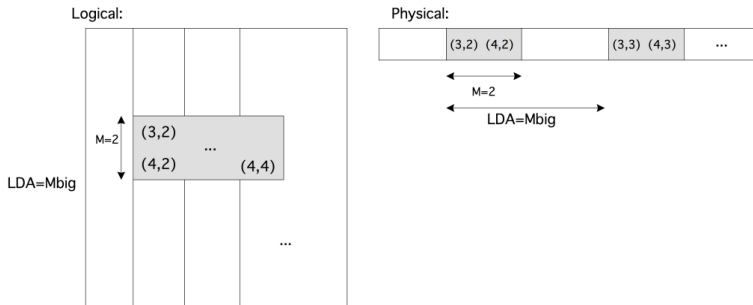 Logical:
M=2
(3,2)
...
(4,2) (4,4)
LDA=Mbig
...
Physical:
(3,2) (4,2) (3,3) (4,3) ...
M=2
LDA=Mbig